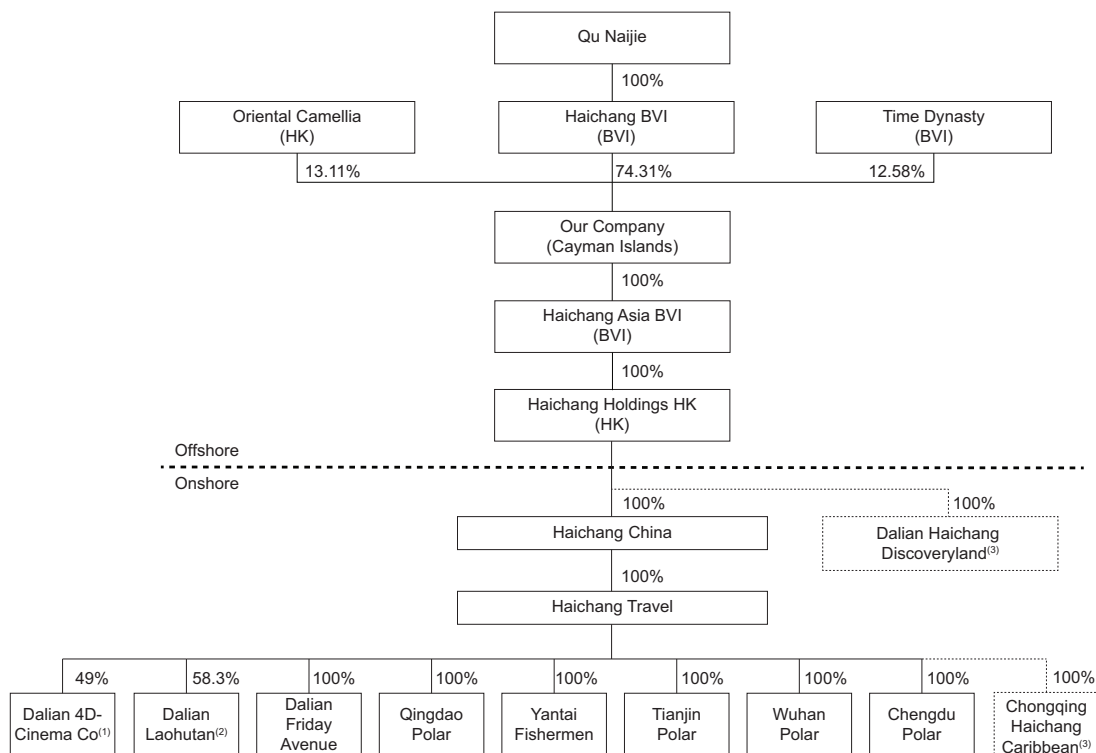 Qu Naijie
100%
Oriental Camellia
(HK)
Haichang BVI
(BVI)
Time Dynasty
(BVI)
13.11%
74.31%
12.58%
Our Company
(Cayman Islands)
100%
Haichang Asia BVI
(BVI)
100%
Haichang Holdings HK
(HK)
Offshore
Onshore
100%
100%
Haichang China
Dalian Haichang
Discoveryland(3)
100%
Haichang Travel
49%
58.3%
100%
100%
100%
100%
100%
100%
100%
Dalian 4D-
Cinema Co(1)
Dalian
Laohutan(2)
Dalian
Friday
Avenue
Qingdao
Polar
Yantai
Fishermen
Tianjin
Polar
Wuhan
Polar
Chengdu
Polar
Chongqing
Haichang
Caribbean(3)